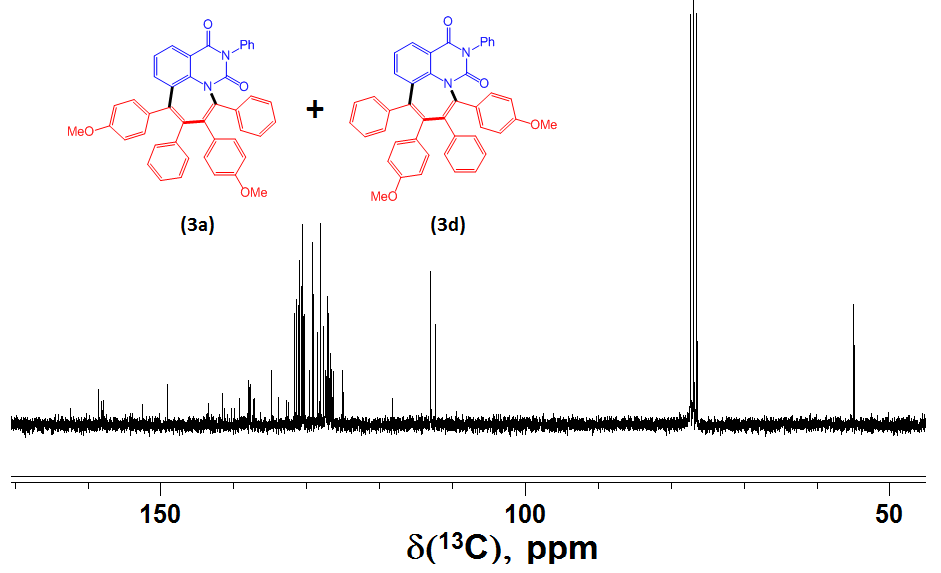 O
Ph
N
N
O
MeO
OMe
(3a)
+
O
Ph
N
N
O
OMe
MeO
(3d)
150
100
50
δ(¹³C), ppm